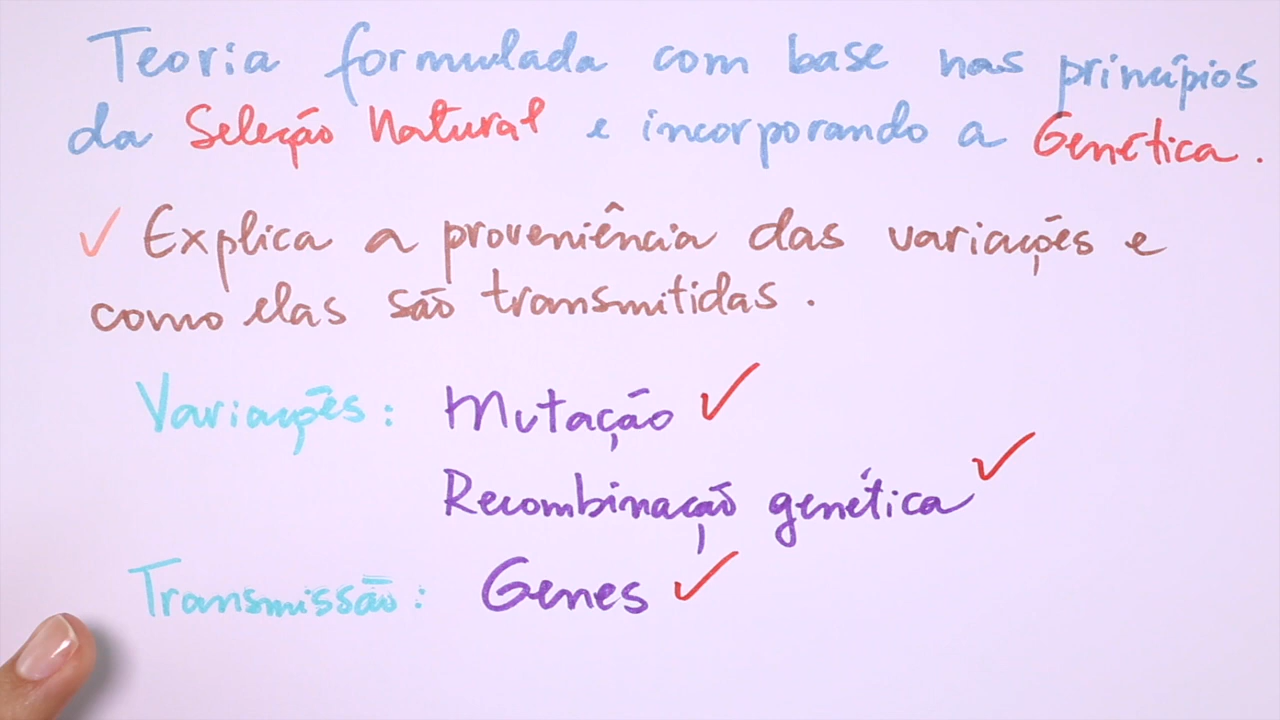 Teoria formulada com base nas princípios
da Seleção Natural e incorporando a Genética.
✓ Explica a proveniência das variações e
como elas são transmitidas.
Variações: Mutação ✓
Recombinação genética ✓
Transmissão: Genes ✓